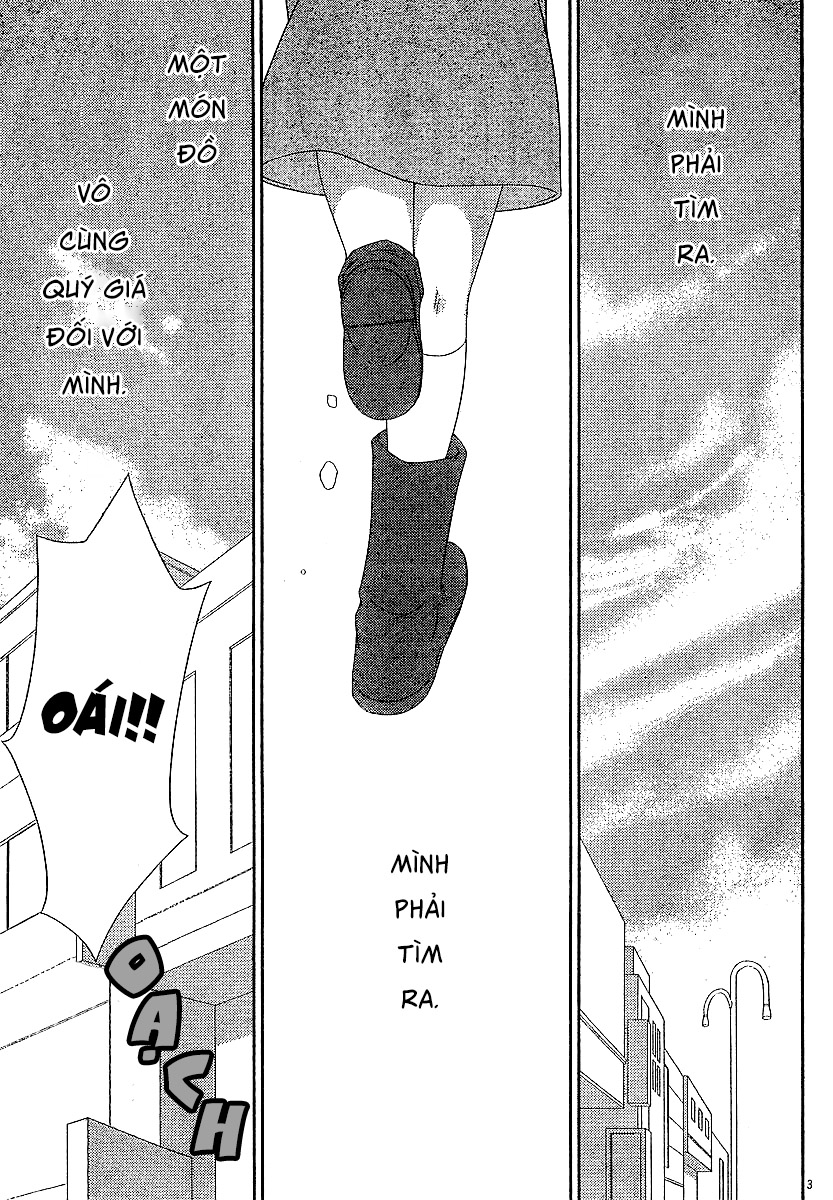 MÌNH
PHẢI
TÌM
RA.
MÌNH
PHẢI
TÌM
RA.
MỘT
MÓN
ĐỒ
VÔ
CÙNG
QUÝ GIÁ
ĐỐI VỚI
MÌNH.
OÁI!!
OẠCH
3